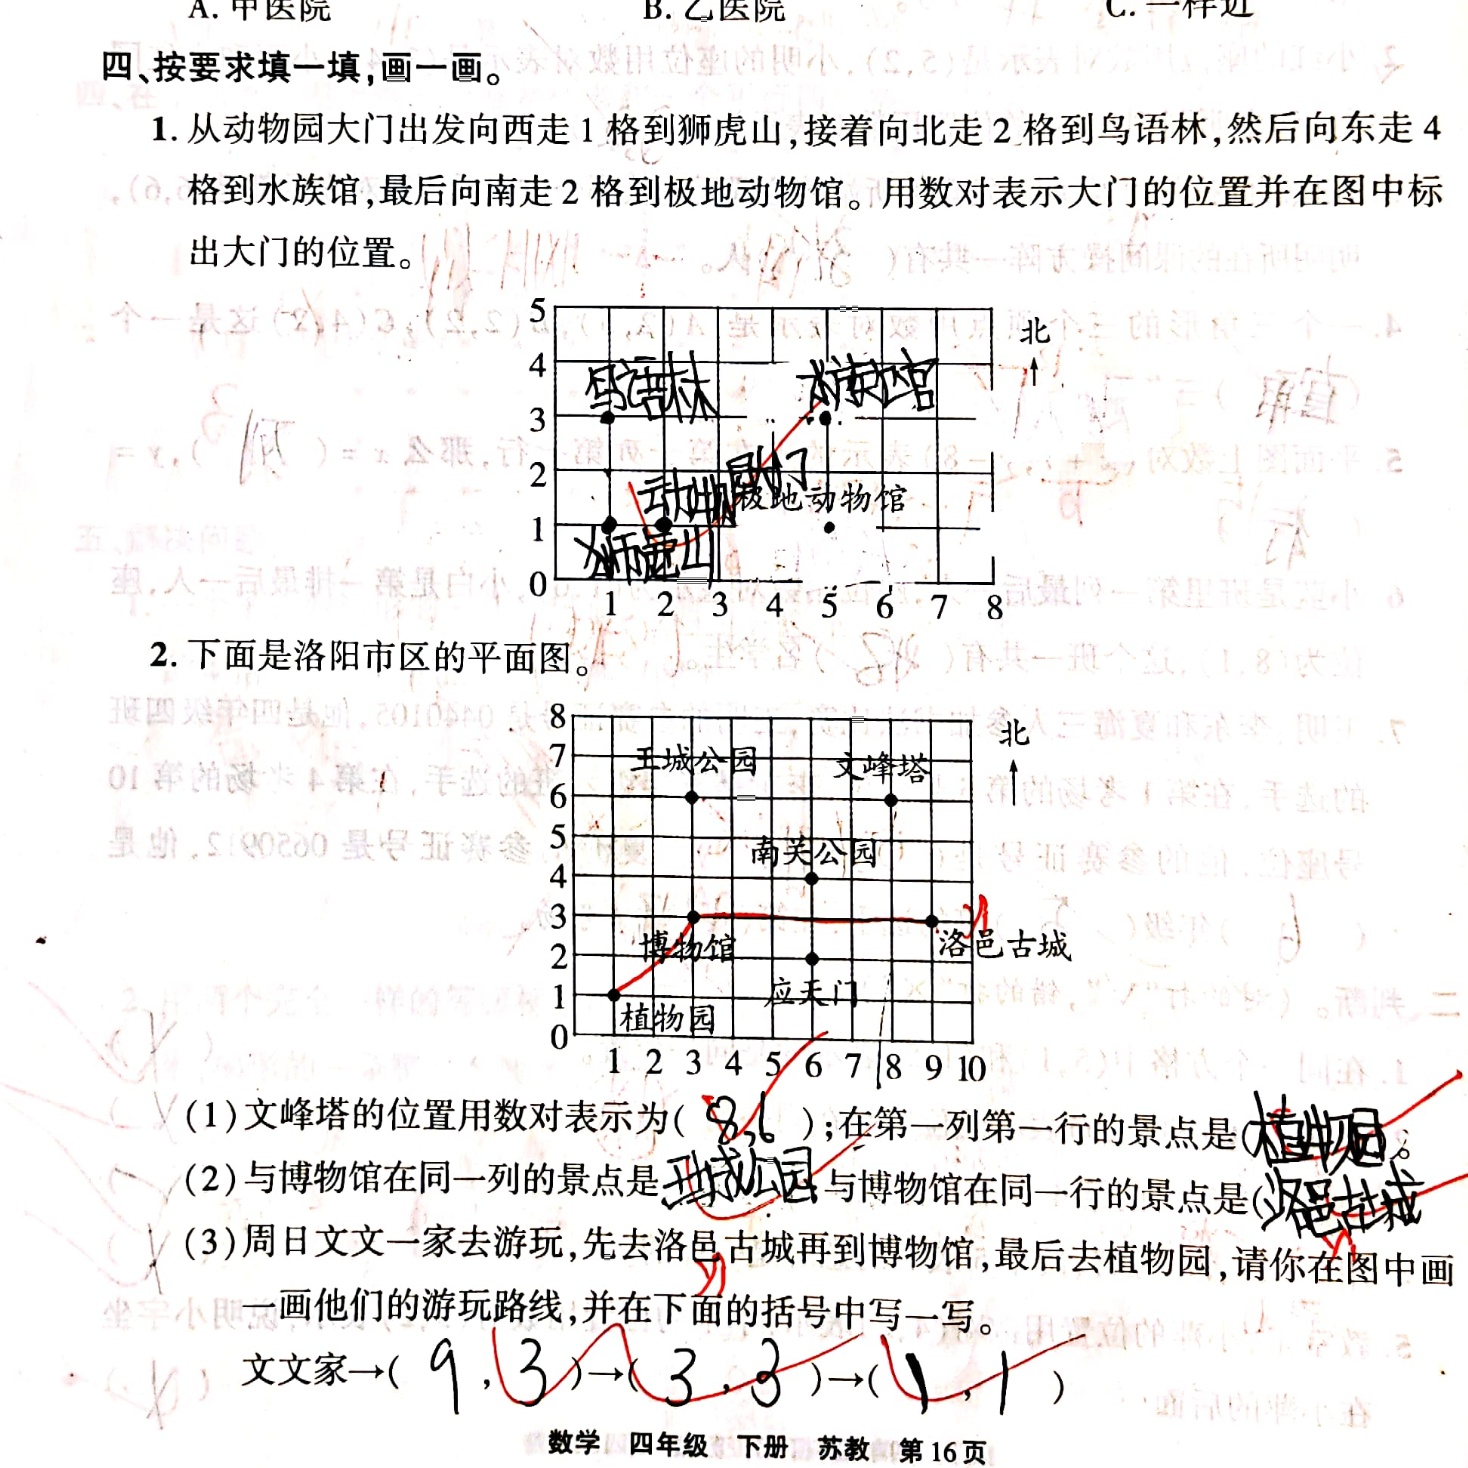 A. 甲医院 B. 乙医院 C. 一样近
四、按要求填一填,画一画。
1. 从动物园大门出发向西走1格到狮虎山,接着向北走2格到鸟语林,然后向东走4
格到水族馆,最后向南走2格到极地动物馆。用数对表示大门的位置并在图中标
出大门的位置。
5
北
4
鸟语林 水族馆
3
2
动物园大门
极地动物馆
1
狮虎山
0
1 2 3 4 5 6 7 8
2. 下面是洛阳市区的平面图。
8
北
7
王城公园 文峰塔
6
5
南关公园
4
3
博物馆 洛邑古城
2
应天门
1
植物园
0
1 2 3 4 5 6 7 8 9 10
(1)文峰塔的位置用数对表示为( 8,6 );在第一列第一行的景点是(植物园)。
(2)与博物馆在同一列的景点是王城公园 与博物馆在同一行的景点是(洛邑古城
(3)周日文文一家去游玩,先去洛邑古城再到博物馆,最后去植物园,请你在图中画
一画他们的游玩路线,并在下面的括号中写一写。
文文家→( 9 , 3 )→( 3 , 3 )→( 1 , 1 )
数学 四年级 下册 苏教 第16页